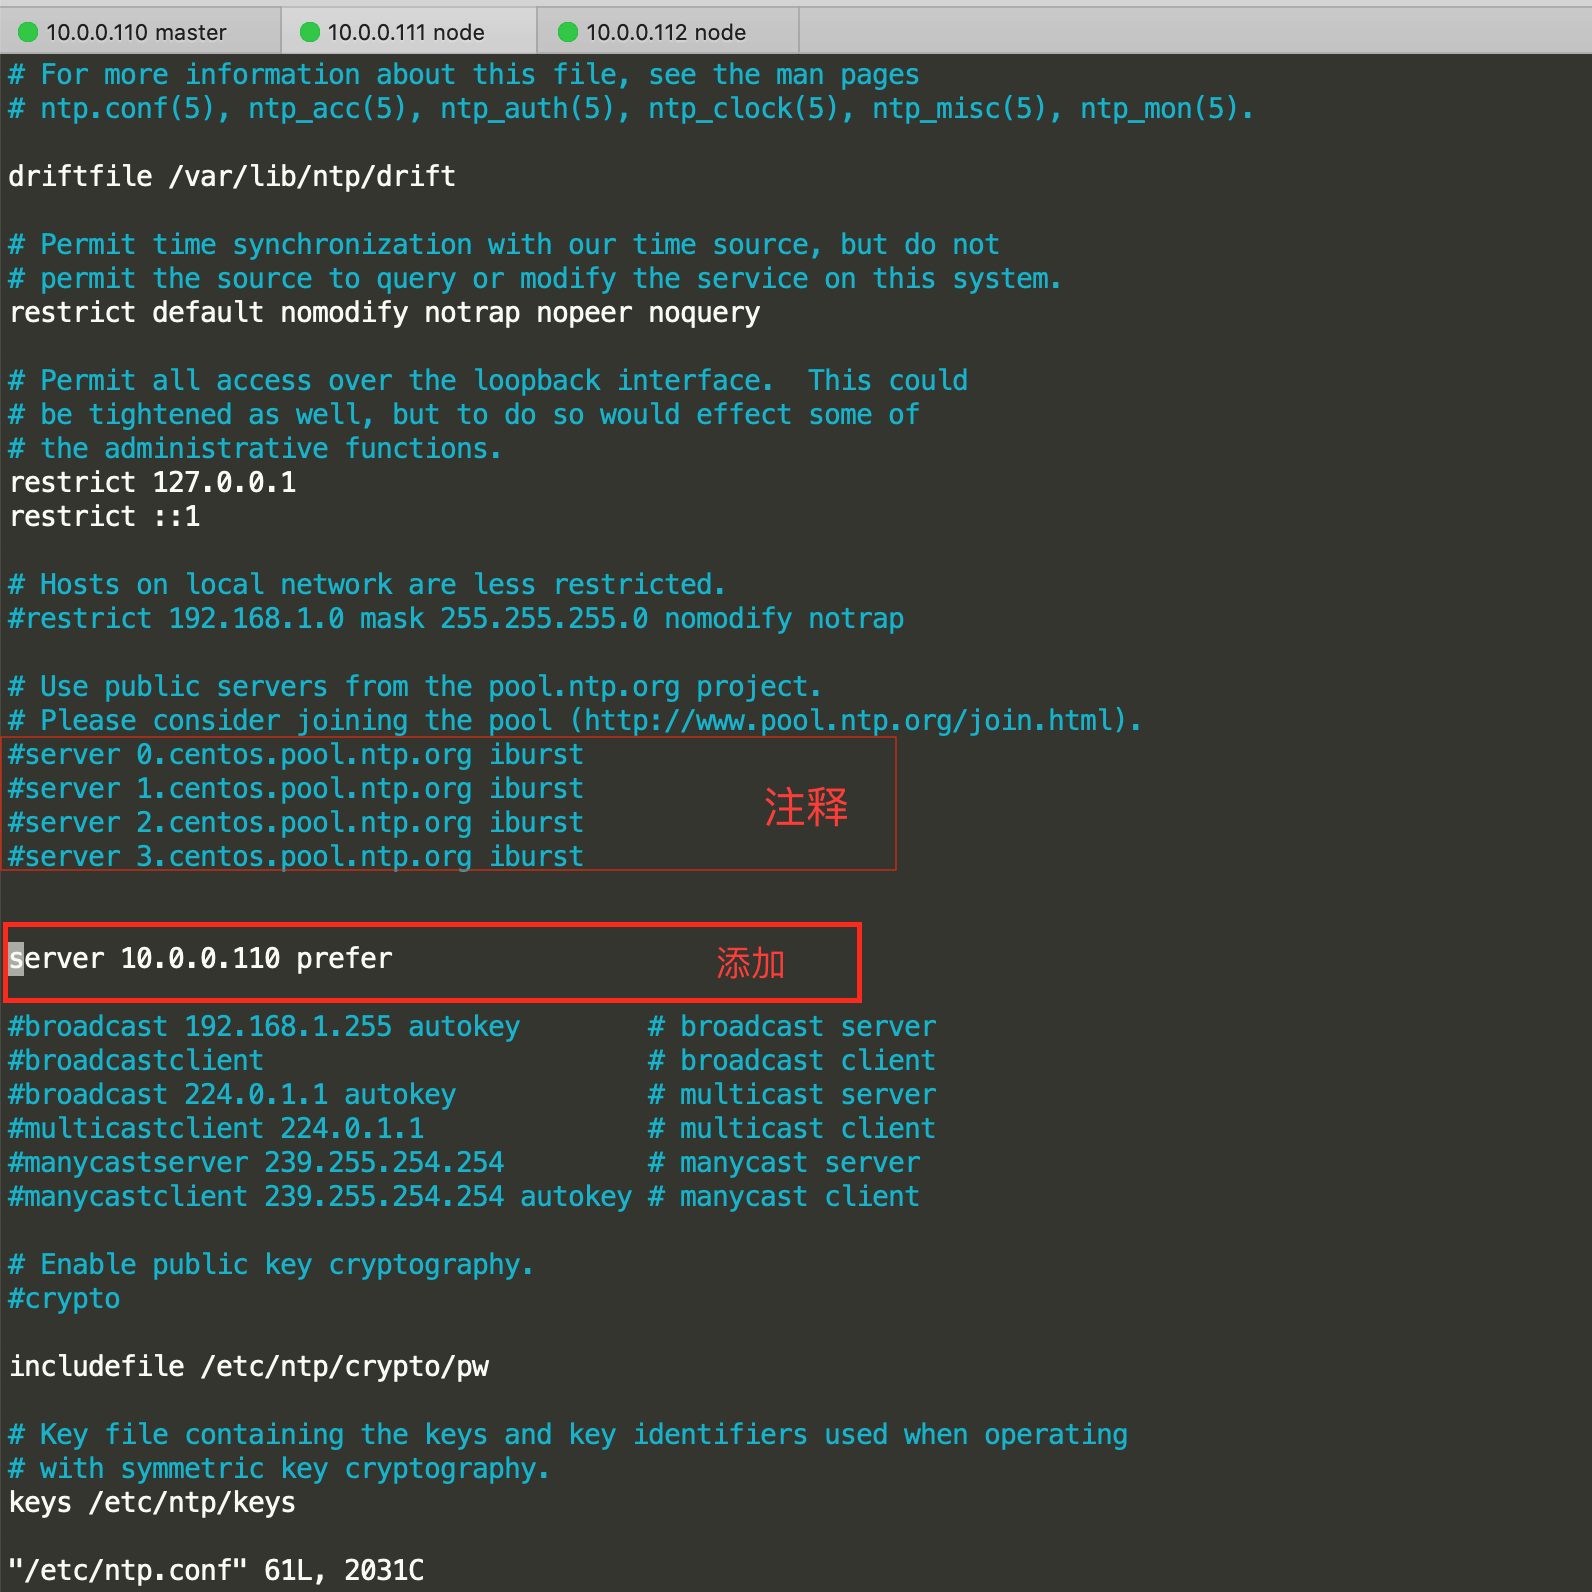 10.0.0.110 master
10.0.0.111 node
10.0.0.112 node
# For more information about this file, see the man pages
# ntp.conf(5), ntp_acc(5), ntp_auth(5), ntp_clock(5), ntp_misc(5), ntp_mon(5).
driftfile /var/lib/ntp/drift
# Permit time synchronization with our time source, but do not
# permit the source to query or modify the service on this system.
restrict default nomodify notrap nopeer noquery
# Permit all access over the loopback interface.  This could
# be tightened as well, but to do so would effect some of
# the administrative functions.
restrict 127.0.0.1
restrict ::1
# Hosts on local network are less restricted.
#restrict 192.168.1.0 mask 255.255.255.0 nomodify notrap
# Use public servers from the pool.ntp.org project.
# Please consider joining the pool (http://www.pool.ntp.org/join.html).
#server 0.centos.pool.ntp.org iburst
#server 1.centos.pool.ntp.org iburst
注释
#server 2.centos.pool.ntp.org iburst
#server 3.centos.pool.ntp.org iburst
server 10.0.0.110 prefer 添加
#broadcast 192.168.1.255 autokey        # broadcast server
#broadcastclient                        # broadcast client
#broadcast 224.0.1.1 autokey            # multicast server
#multicastclient 224.0.1.1              # multicast client
#manycastserver 239.255.254.254         # manycast server
#manycastclient 239.255.254.254 autokey # manycast client
# Enable public key cryptography.
#crypto
includefile /etc/ntp/crypto/pw
# Key file containing the keys and key identifiers used when operating
# with symmetric key cryptography.
keys /etc/ntp/keys
"/etc/ntp.conf" 61L, 2031C